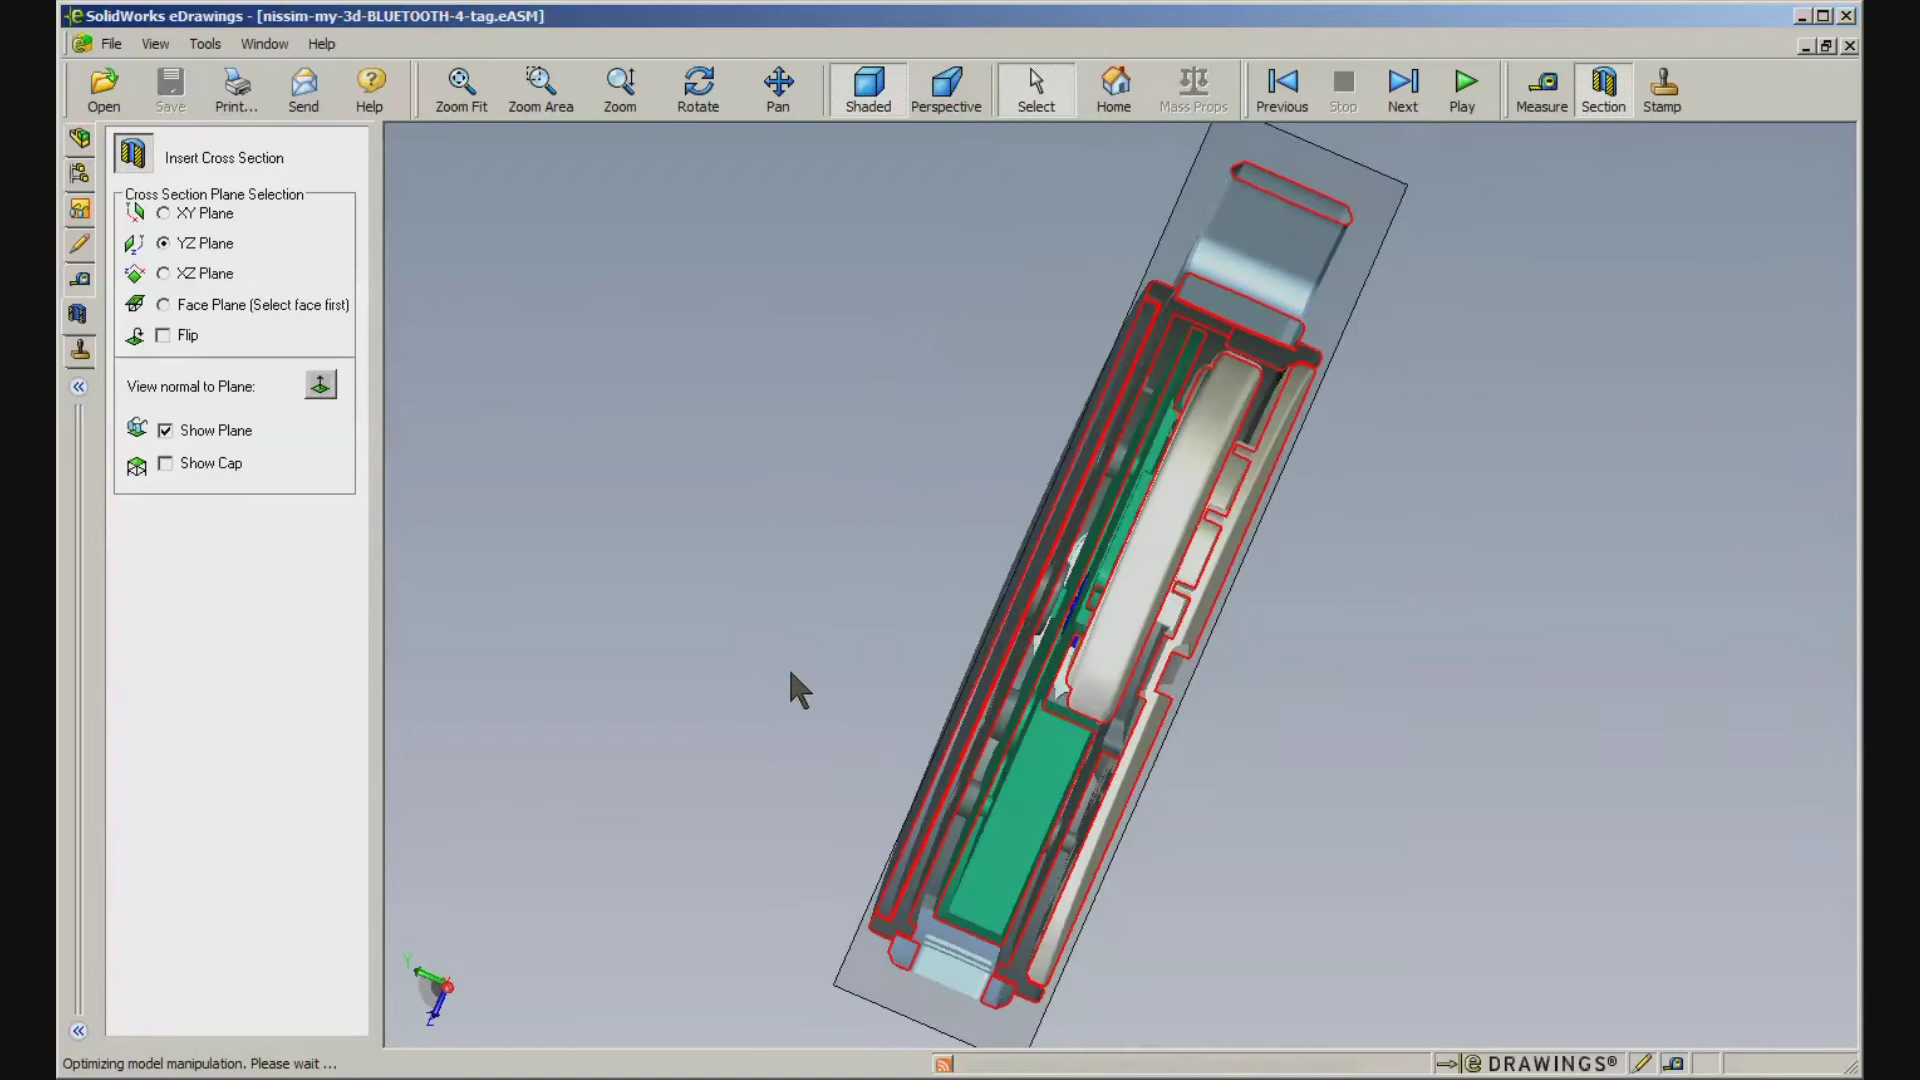 SolidWorks eDrawings - [nissim-my-3d-BLUETOOTH-4-tag.eASM]
File View Tools Window Help
Open Save Print... Send Help Zoom Fit Zoom Area Zoom Rotate Pan Shaded Perspective Select Home Mass Props Previous Stop Next Play Measure Section Stamp
Insert Cross Section
Cross Section Plane Selection
XY Plane
YZ Plane
XZ Plane
Face Plane (Select face first)
Flip
View normal to Plane:
Show Plane
Show Cap
Y
Z
Optimizing model manipulation. Please wait ...
e DRAWINGS®